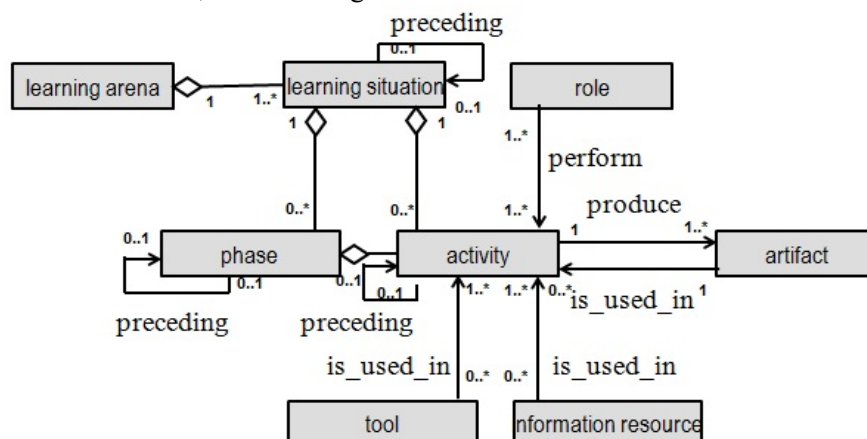 preceding
0..1
learning arena
learning situation
role
1
1..*
0..1
1
1
1..*
perform
0..*
0..*
1..*
produce
0..1
1
1..*
phase
activity
artifact
0..1
0..1
0..1
1..*
1..*
0..*
1
preceding
preceding
is_used_in
is_used_in
0..*
0..*
is_used_in
tool
nformation resource